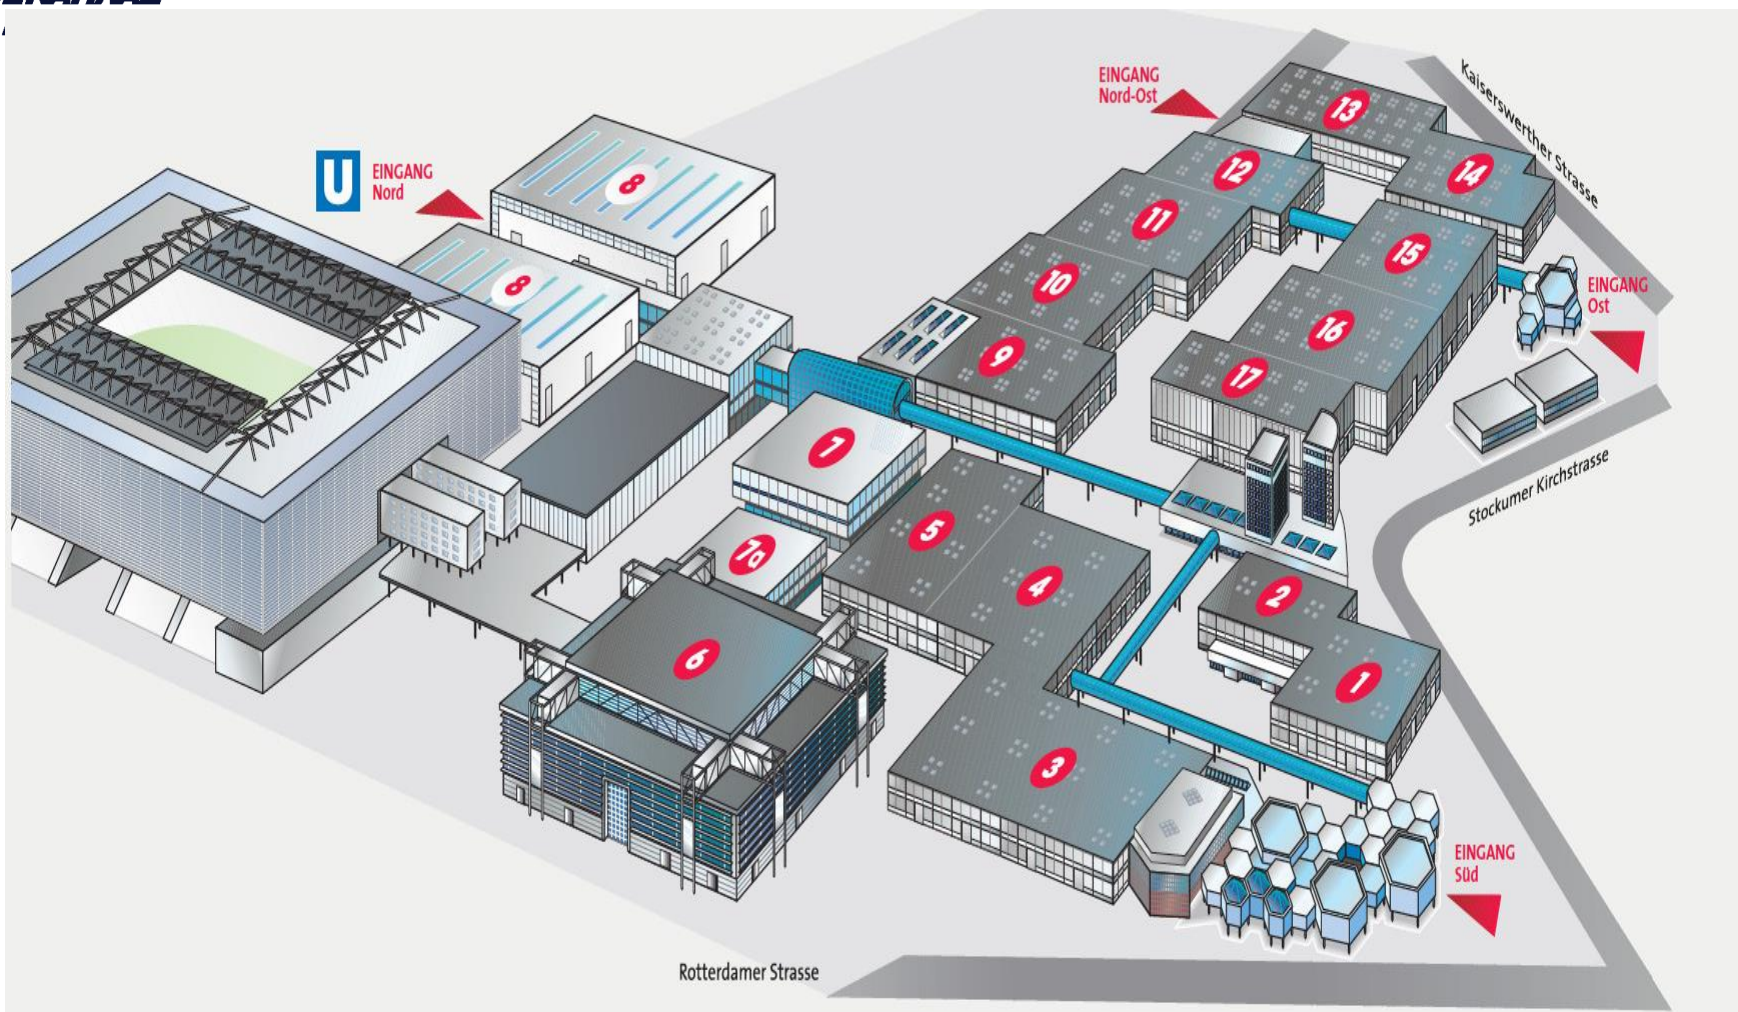 EINGANG
Nord-Ost
Kaiserswerther Strasse
13
14
12
U
EINGANG
Nord
8
11
15
10
8
EINGANG
Ost
16
9
17
7
Stockumer Kirchstrasse
5
7a
4
2
6
1
3
EINGANG
Süd
Rotterdamer Strasse